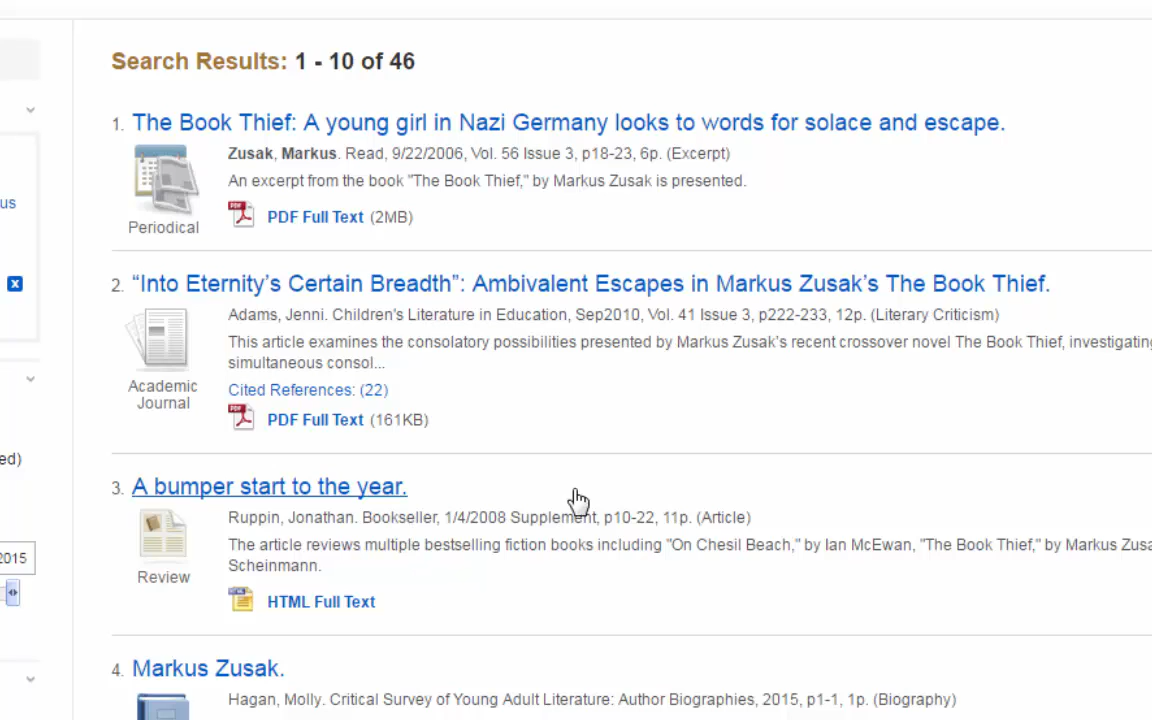 Search Results: 1 - 10 of 46
1. The Book Thief: A young girl in Nazi Germany looks to words for solace and escape.
Zusak, Markus. Read, 9/22/2006, Vol. 56 Issue 3, p18-23, 6p. (Excerpt)
An excerpt from the book "The Book Thief," by Markus Zusak is presented.
us
PDF Full Text (2MB)
Periodical
2. “Into Eternity’s Certain Breadth”: Ambivalent Escapes in Markus Zusak’s The Book Thief.
Adams, Jenni. Children's Literature in Education, Sep2010, Vol. 41 Issue 3, p222-233, 12p. (Literary Criticism)
This article examines the consolatory possibilities presented by Markus Zusak's recent crossover novel The Book Thief, investigating
simultaneous consol...
Academic
Journal
Cited References: (22)
PDF Full Text (161KB)
ed)
3. A bumper start to the year.
Ruppin, Jonathan. Bookseller, 1/4/2008 Supplement, p10-22, 11p. (Article)
The article reviews multiple bestselling fiction books including "On Chesil Beach," by Ian McEwan, "The Book Thief," by Markus Zusa
Scheinmann.
2015
Review
HTML Full Text
4. Markus Zusak.
Hagan, Molly. Critical Survey of Young Adult Literature: Author Biographies, 2015, p1-1, 1p. (Biography)